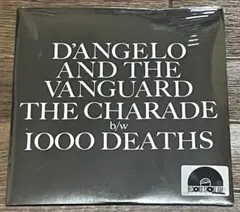 D'ANGELO
AND THE
VANGUARD
THE CHARADE
b/w
1000 DEATHS